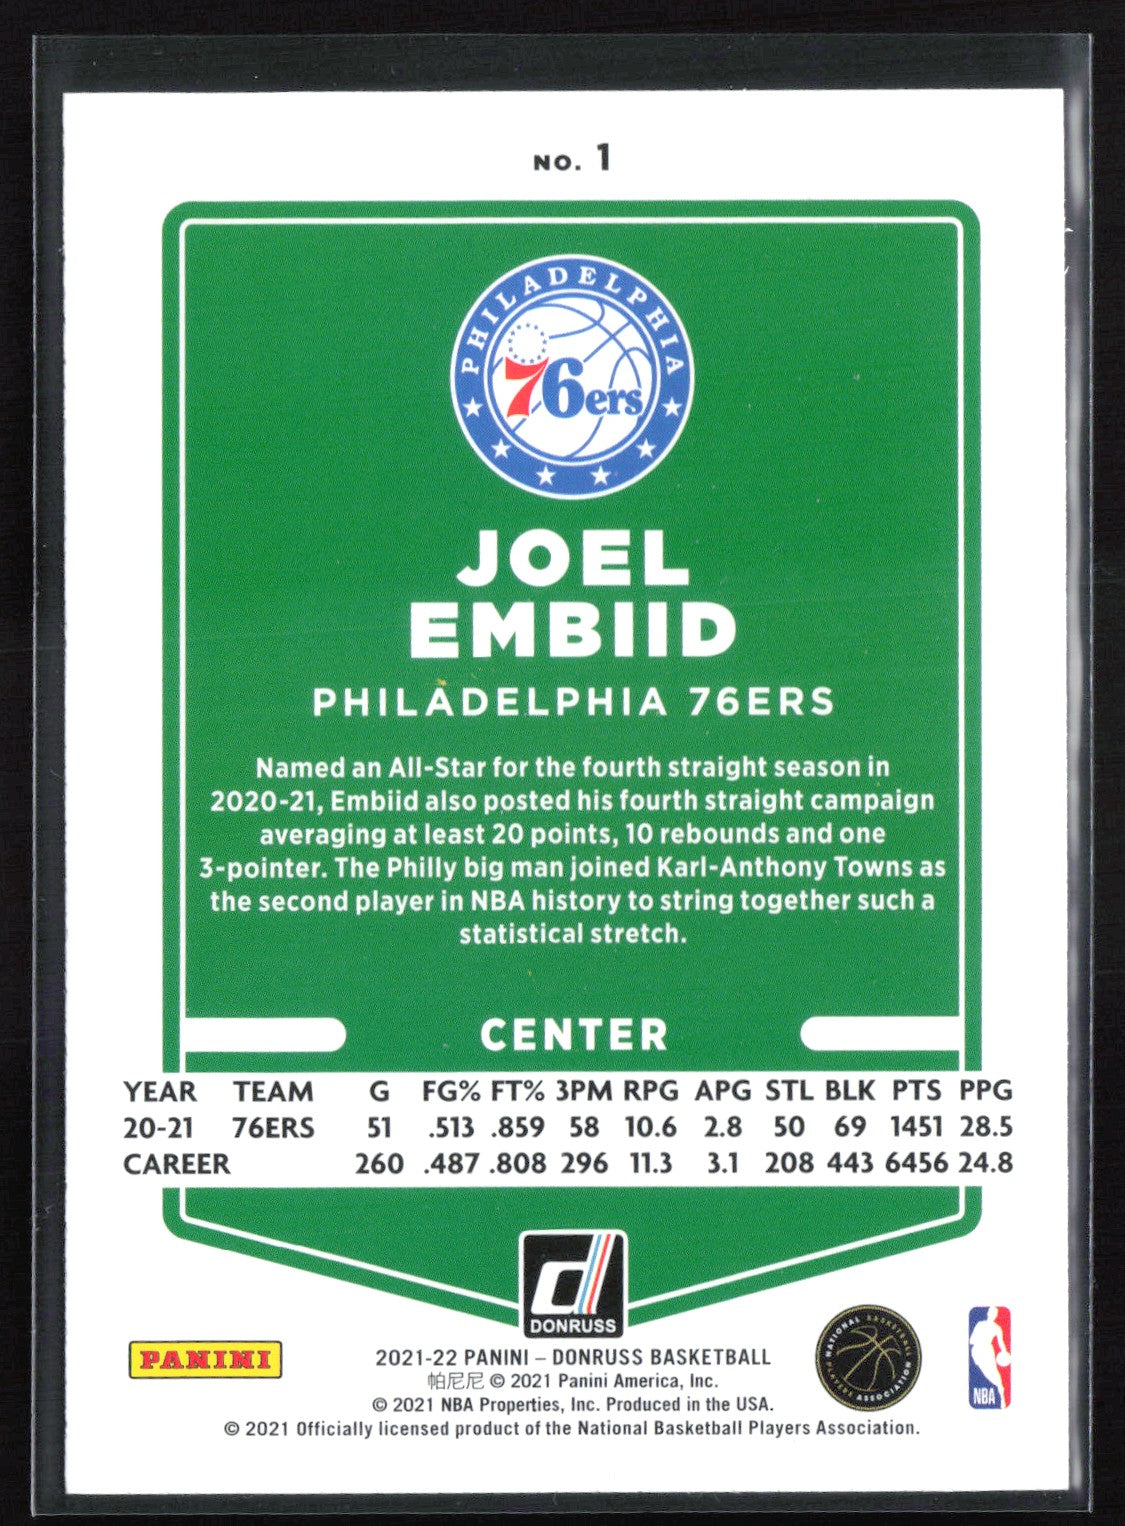 NO. 1
PHILADELPHIA
76ers
JOEL
EMBIID
PHILADELPHIA 76ERS
Named an All-Star for the fourth straight season in
2020-21, Embiid also posted his fourth straight campaign
averaging at least 20 points, 10 rebounds and one
3-pointer. The Philly big man joined Karl-Anthony Towns as
the second player in NBA history to string together such a
statistical stretch.
CENTER
YEAR TEAM G FG% FT% 3PM RPG APG STL BLK PTS PPG
20-21 76ERS 51 .513 .859 58 10.6 2.8 50 69 1451 28.5
CAREER 260 .487 .808 296 11.3 3.1 208 443 6456 24.8
d
DONRUSS
PANINI
NATIONAL BASKETBALL PLAYERS ASSOCIATION
NBA
2021-22 PANINI – DONRUSS BASKETBALL
帕尼尼 © 2021 Panini America, Inc.
© 2021 NBA Properties, Inc. Produced in the USA.
© 2021 Officially licensed product of the National Basketball Players Association.